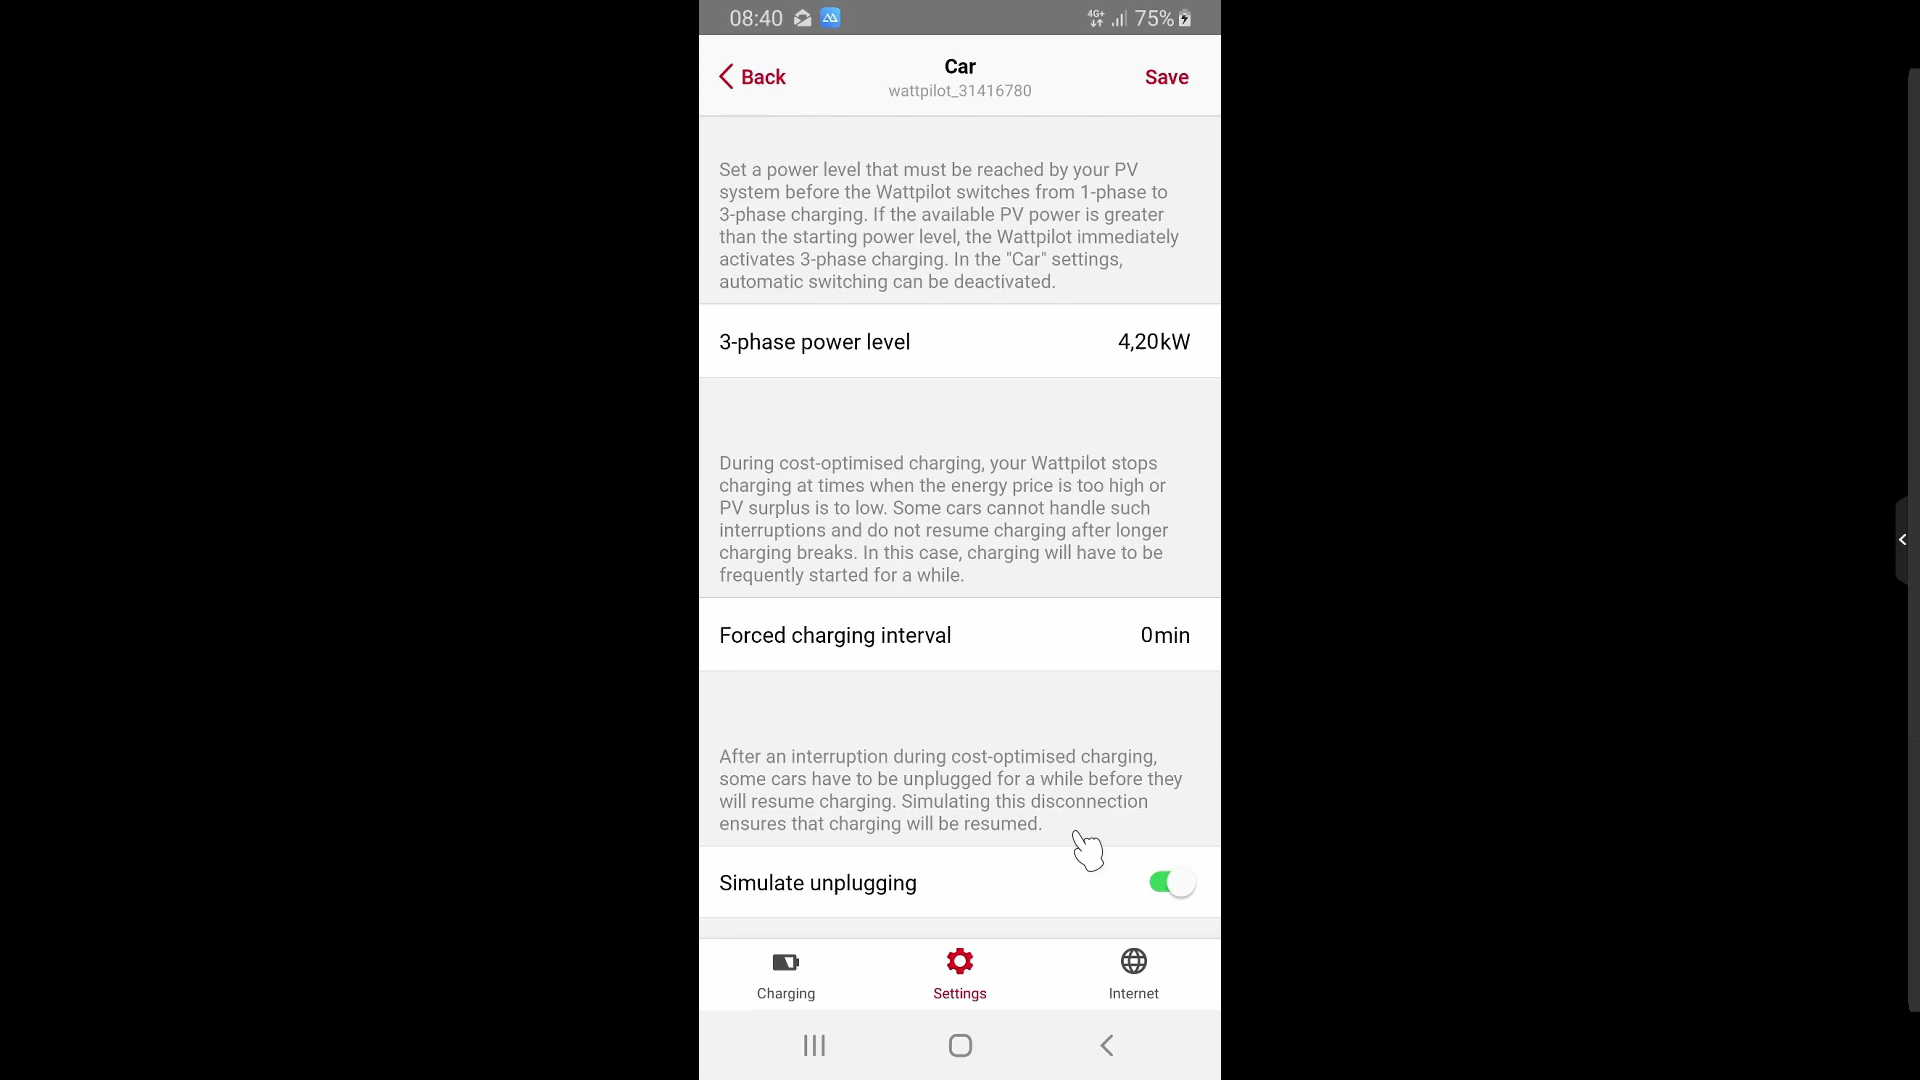 08:40 4G+ 75%
Back Car Save
wattpilot_31416780
Set a power level that must be reached by your PV
system before the Wattpilot switches from 1-phase to
3-phase charging. If the available PV power is greater
than the starting power level, the Wattpilot immediately
activates 3-phase charging. In the "Car" settings,
automatic switching can be deactivated.
3-phase power level 4,20kW
During cost-optimised charging, your Wattpilot stops
charging at times when the energy price is too high or
PV surplus is to low. Some cars cannot handle such
interruptions and do not resume charging after longer
charging breaks. In this case, charging will have to be
frequently started for a while.
Forced charging interval 0min
After an interruption during cost-optimised charging,
some cars have to be unplugged for a while before they
will resume charging. Simulating this disconnection
ensures that charging will be resumed.
Simulate unplugging
Charging Settings Internet